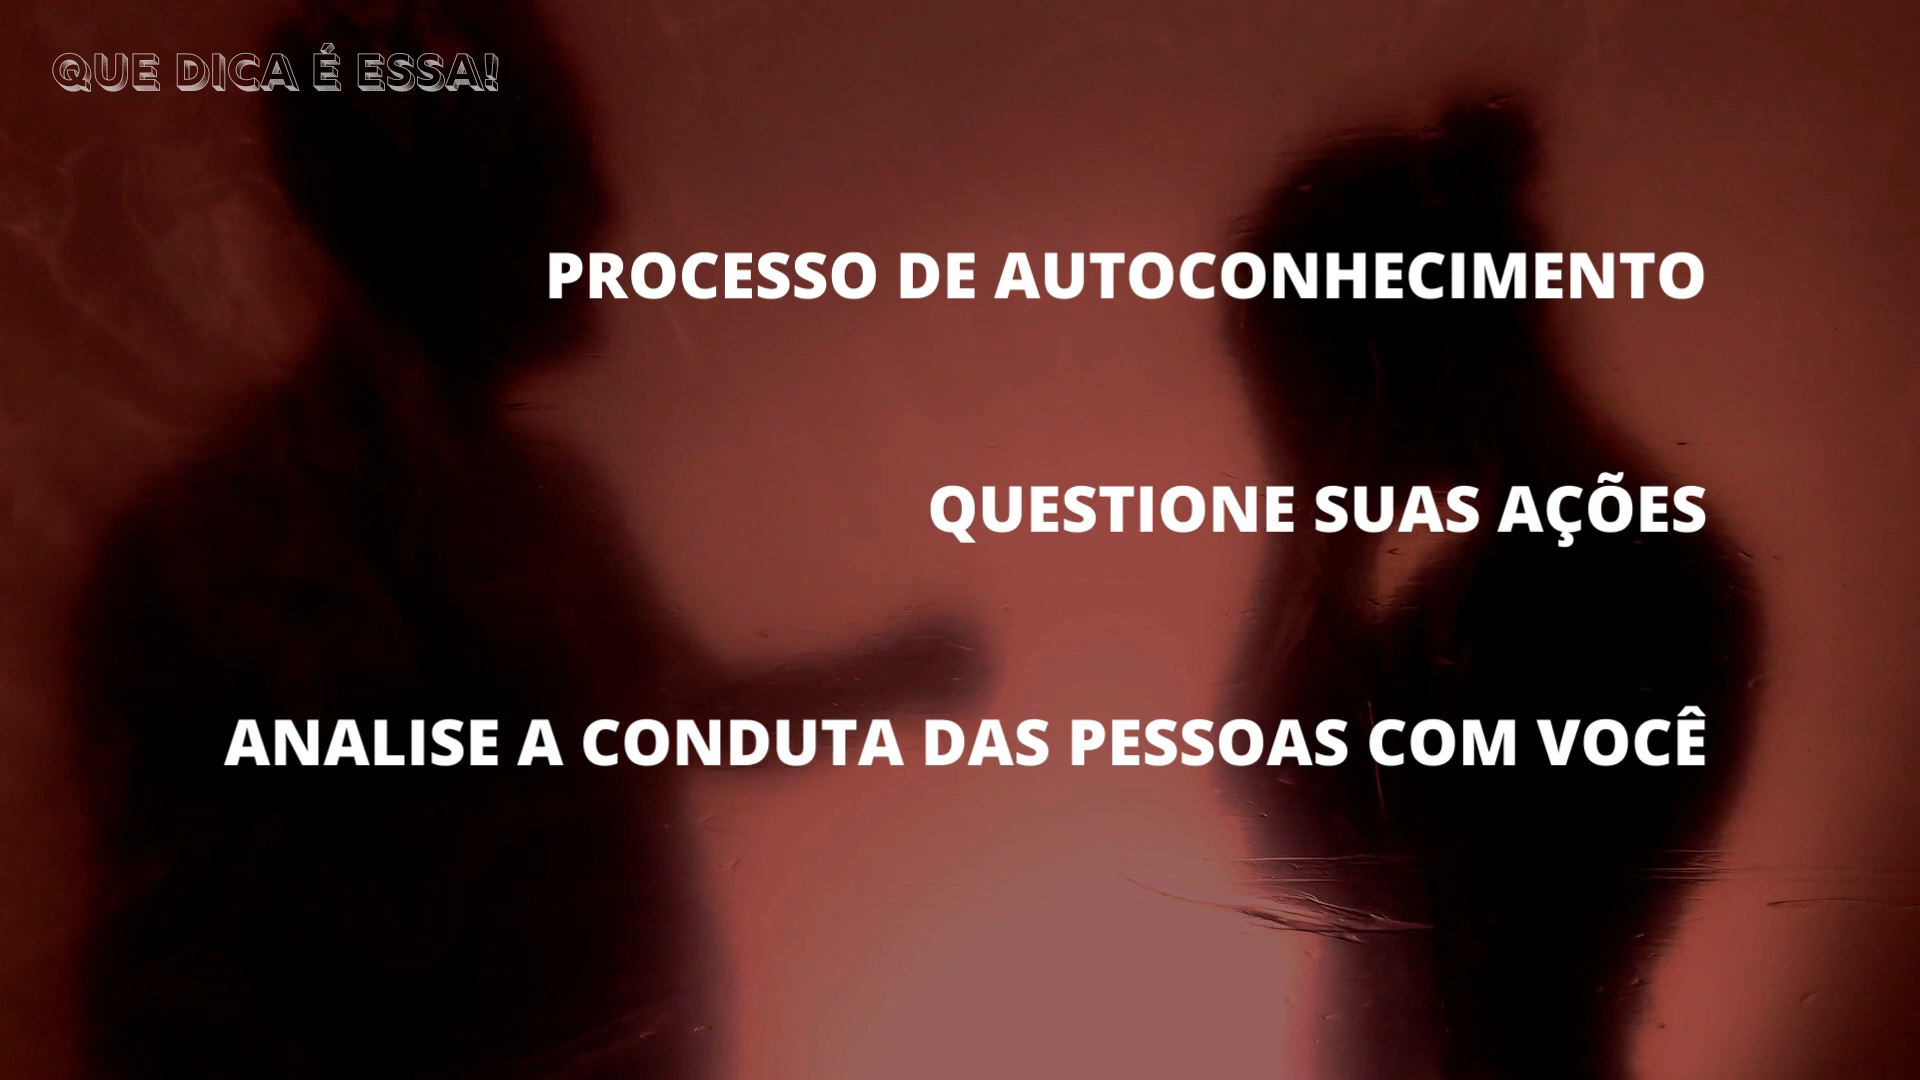 QUE DICA É ESSA!
PROCESSO DE AUTOCONHECIMENTO
QUESTIONE SUAS AÇÕES
ANALISE A CONDUTA DAS PESSOAS COM VOCÊ